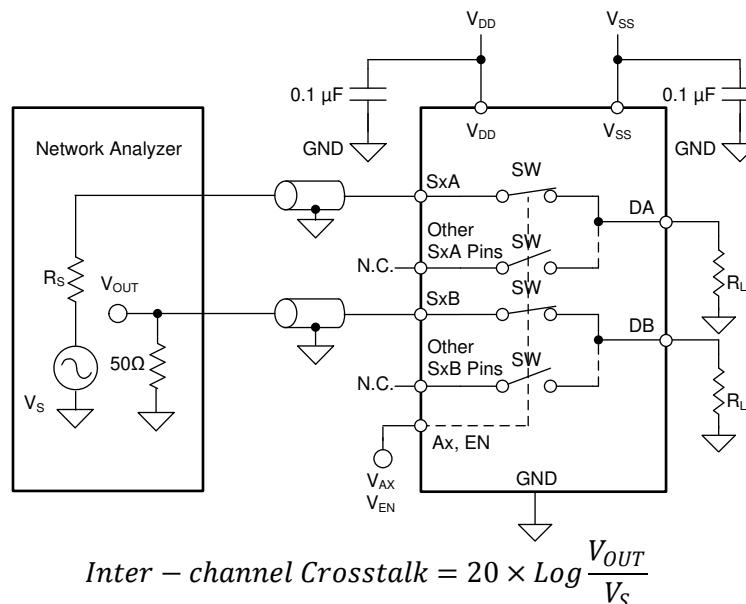 V_DD
V_SS
0.1 µF
0.1 µF
V_DD
V_SS
GND
GND
Network Analyzer
SxA
SW
Other
SxA Pins
SW
DA
N.C.
R_S
V_OUT
SW
SxB
R_L
50Ω
Other
SxB Pins
SW
DB
N.C.
V_S
R_L
Ax, EN
V_AX
V_EN
GND
Inter − channel Crosstalk = 20 × Log V_OUT / V_S